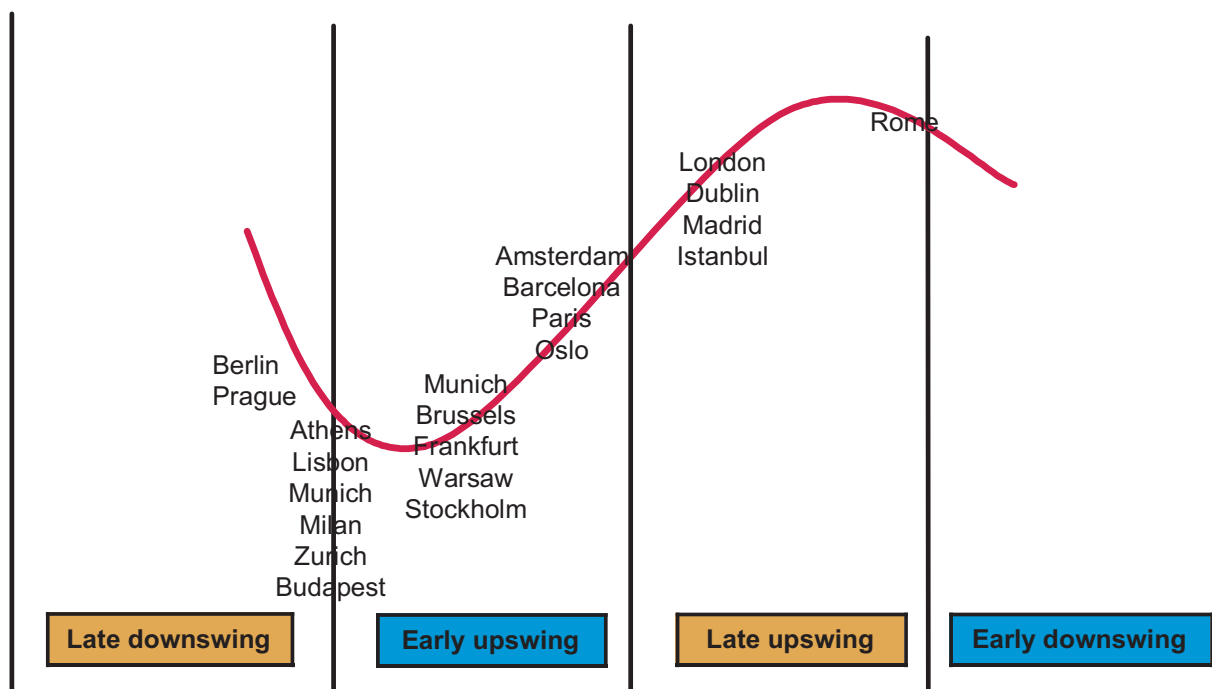 Berlin
Prague
Athens
Lisbon
Munich
Milan
Zurich
Budapest
Munich
Brussels
Frankfurt
Warsaw
Stockholm
Amsterdam
Barcelona
Paris
Oslo
London
Dublin
Madrid
Istanbul
Rome
Late downswing
Early upswing
Late upswing
Early downswing